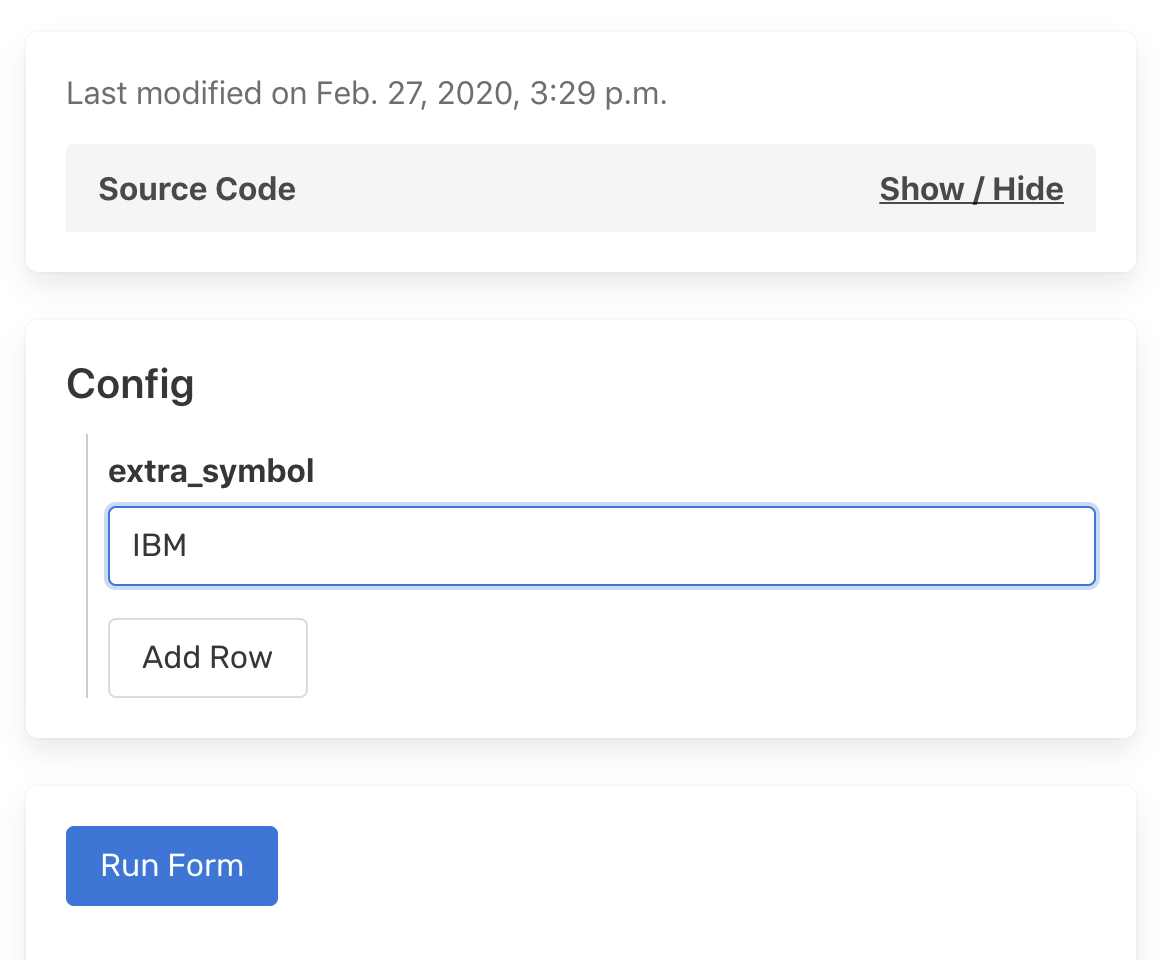 Last modified on Feb. 27, 2020, 3:29 p.m.
Source Code Show / Hide
Config
extra_symbol
IBM
Add Row
Run Form